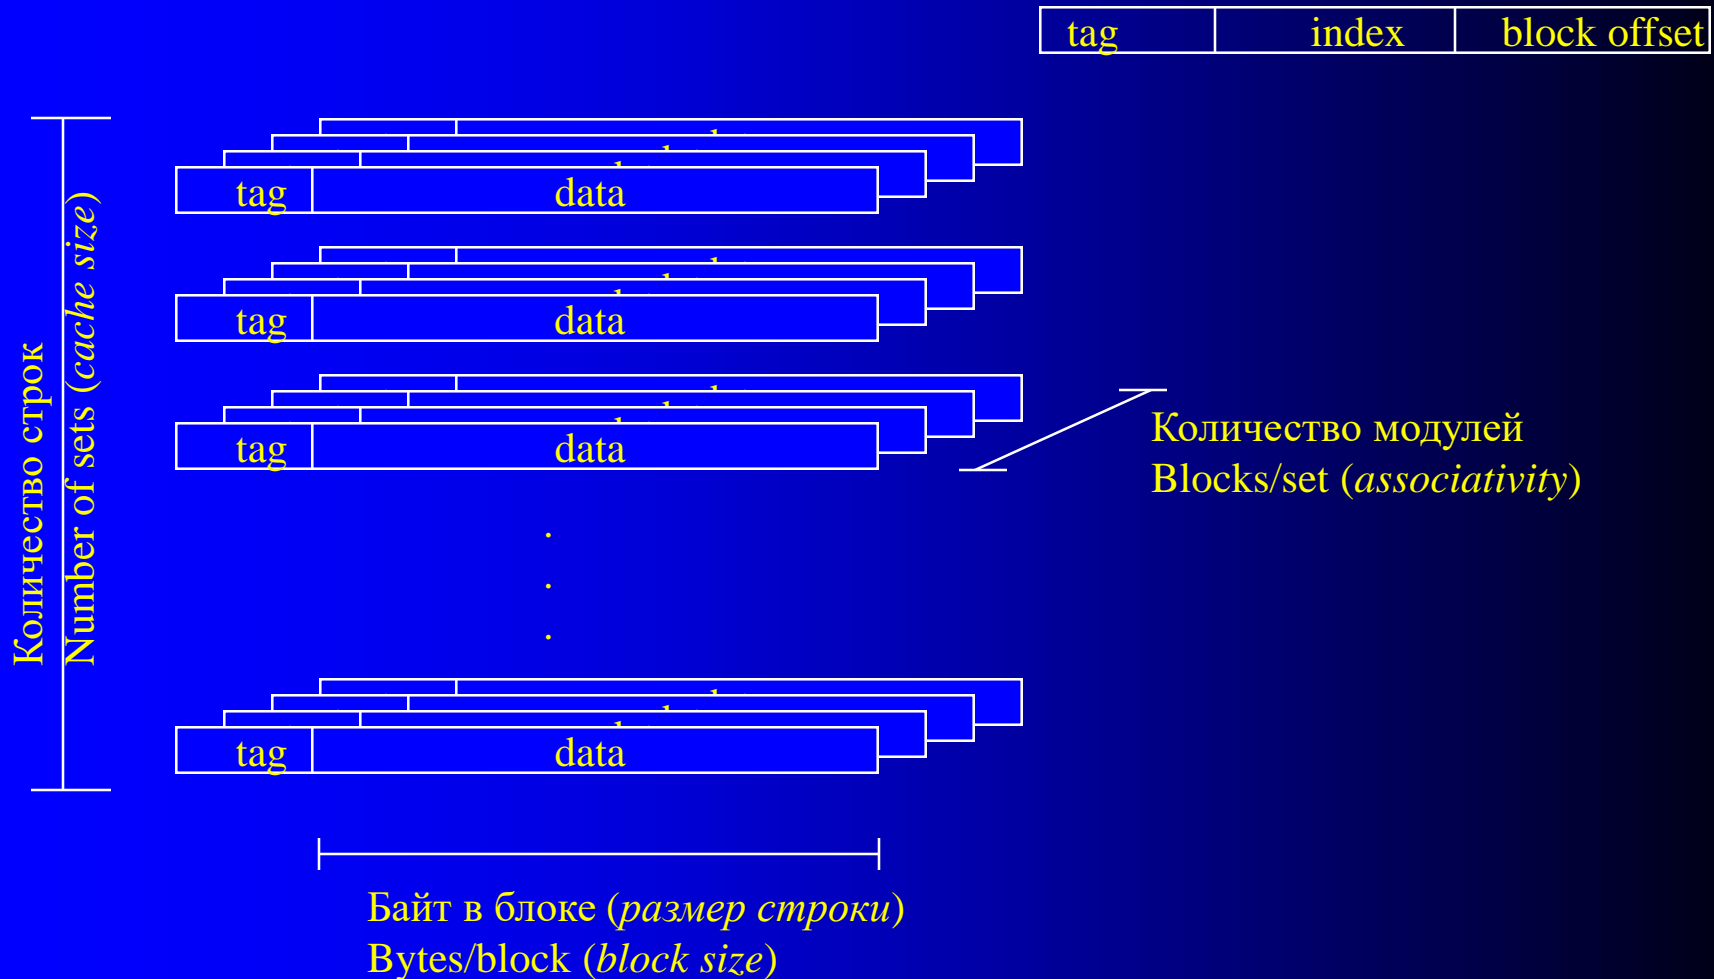 tag index block offset
tag data
tag data
tag data
.
.
.
tag data
Количество строк
Number of sets (cache size)
Количество модулей
Blocks/set (associativity)
Байт в блоке (размер строки)
Bytes/block (block size)